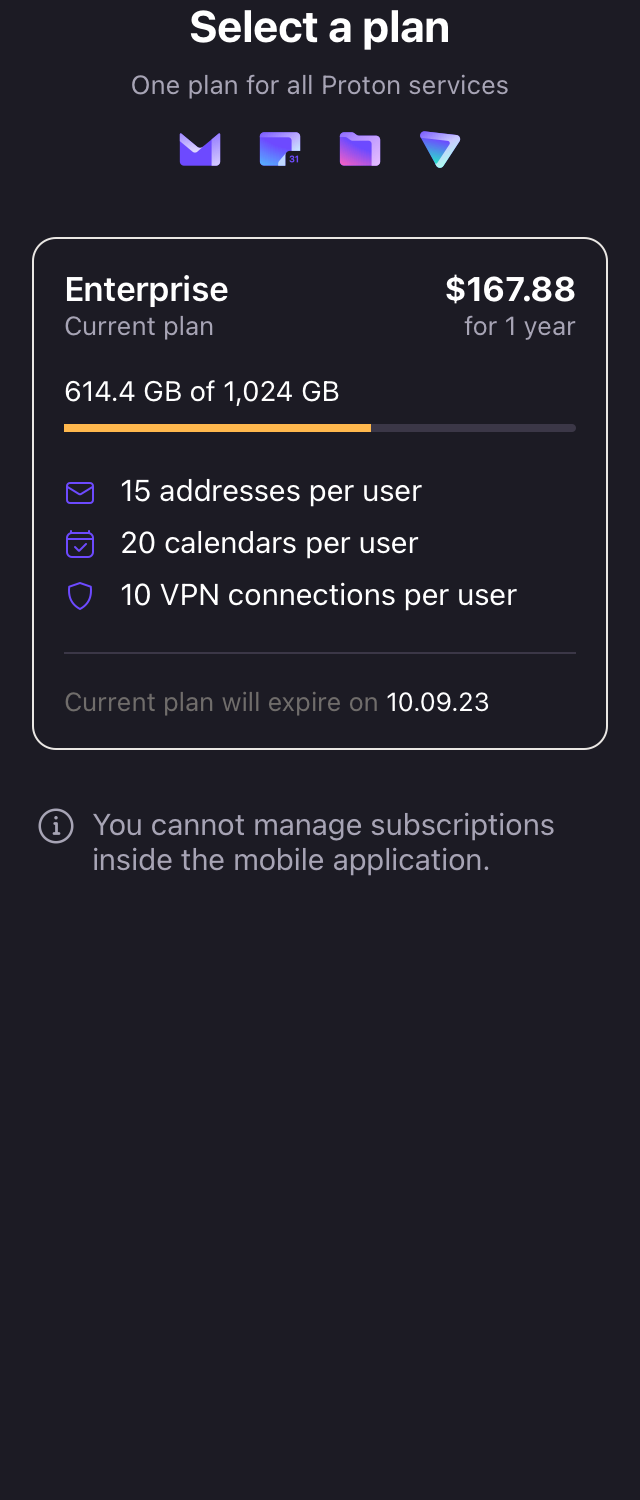 Select a plan
One plan for all Proton services
31
Enterprise
$167.88
Current plan
for 1 year
614.4 GB of 1,024 GB
15 addresses per user
20 calendars per user
10 VPN connections per user
Current plan will expire on 10.09.23
You cannot manage subscriptions
inside the mobile application.